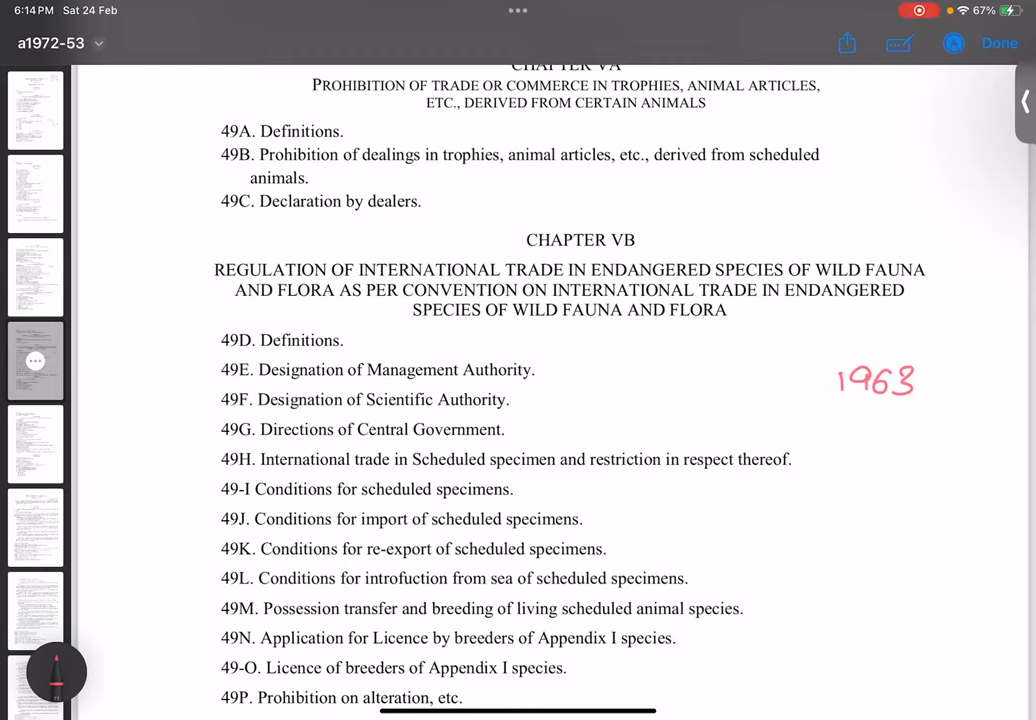 6:14 PM Sat 24 Feb
67%
a1972-53
Done
CHAPTER VA
PROHIBITION OF TRADE OR COMMERCE IN TROPHIES, ANIMAL ARTICLES,
ETC., DERIVED FROM CERTAIN ANIMALS
49A. Definitions.
49B. Prohibition of dealings in trophies, animal articles, etc., derived from scheduled
animals.
49C. Declaration by dealers.
CHAPTER VB
REGULATION OF INTERNATIONAL TRADE IN ENDANGERED SPECIES OF WILD FAUNA
AND FLORA AS PER CONVENTION ON INTERNATIONAL TRADE IN ENDANGERED
SPECIES OF WILD FAUNA AND FLORA
49D. Definitions.
49E. Designation of Management Authority.
1963
49F. Designation of Scientific Authority.
49G. Directions of Central Government.
49H. International trade in Scheduled specimen and restriction in respect thereof.
49-I Conditions for scheduled specimens.
49J. Conditions for import of scheduled specimens.
49K. Conditions for re-export of scheduled specimens.
49L. Conditions for introfuction from sea of scheduled specimens.
49M. Possession transfer and breeding of living scheduled animal species.
49N. Application for Licence by breeders of Appendix I species.
49-O. Licence of breeders of Appendix I species.
49P. Prohibition on alteration, etc.